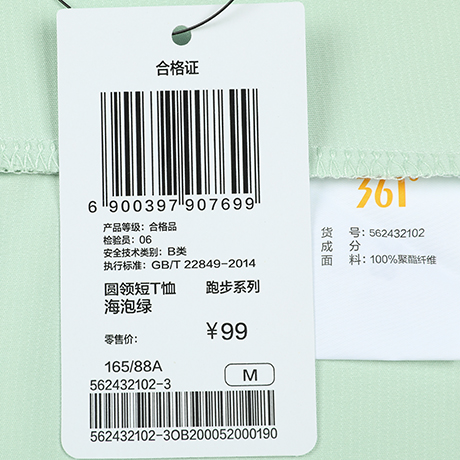 合格证
6 900397 907699
产品等级：合格品
检验员：06
安全技术类别：B类
执行标准：GB/T 22849-2014
圆领短T恤 跑步系列
海泡绿
零售价： ¥99
165/88A
562432102-3 M
562432102-3OB200052000190
361°
货 号：562432102
成 分
面 料：100%聚酯纤维